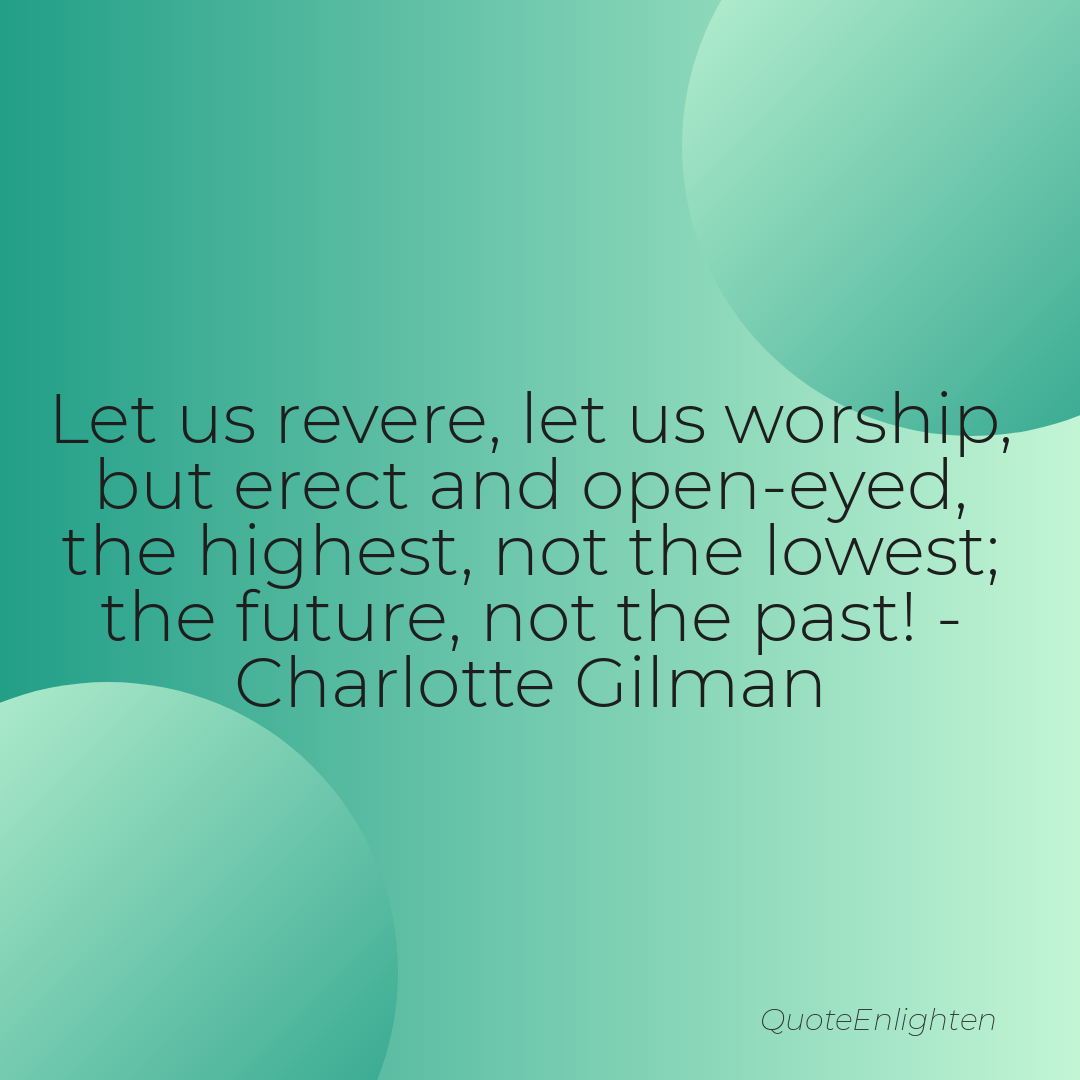 Let us revere, let us worship,
but erect and open-eyed,
the highest, not the lowest;
the future, not the past! -
Charlotte Gilman
QuoteEnlighten